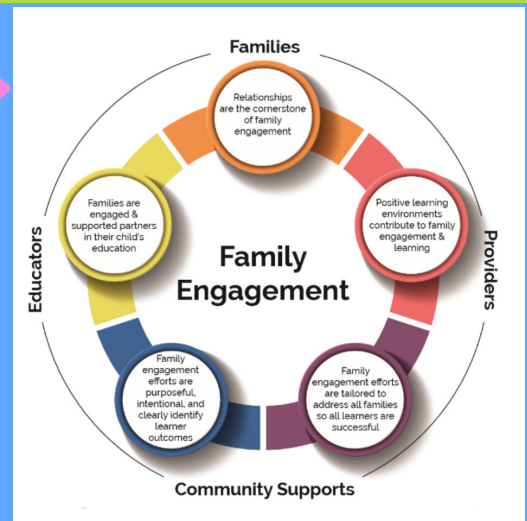 Families
Relationships
are the cornerstone
of family
engagement
Families are
engaged &
supported partners
in their child's
education
Positive learning
environments
contribute to family
engagement &
learning
Educators
Family
Engagement
Providers
Family
engagement
efforts are
purposeful,
intentional, and
clearly identify
learner
outcomes
Family
engagement efforts
are tailored to
address all families
so all learners are
successful
Community Supports